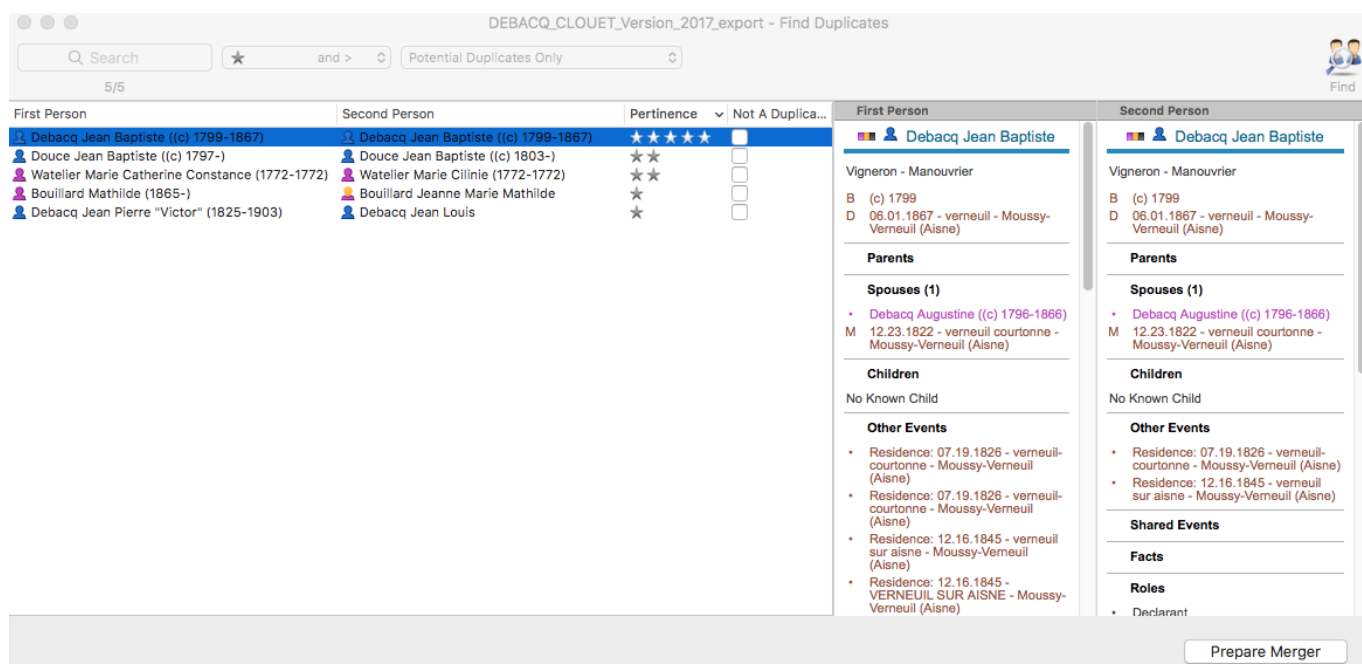 DEBACQ_CLOUET_Version_2017_export - Find Duplicates
Search
and >
Potential Duplicates Only
Find
5/5
First Person Second Person Pertinence Not A Duplica...
Debacq Jean Baptiste ((c) 1799-1867) Debacq Jean Baptiste ((c) 1799-1867)
Douce Jean Baptiste ((c) 1797-) Douce Jean Baptiste ((c) 1803-)
Watelier Marie Catherine Constance (1772-1772) Watelier Marie Cilinie (1772-1772)
Bouillard Mathilde (1865-) Bouillard Jeanne Marie Mathilde
Debacq Jean Pierre "Victor" (1825-1903) Debacq Jean Louis
First Person
Debacq Jean Baptiste
Vigneron - Manouvrier
B (c) 1799
D 06.01.1867 - verneuil - Moussy-
Verneuil (Aisne)
Parents
Spouses (1)
• Debacq Augustine ((c) 1796-1866)
M 12.23.1822 - verneuil courtonne -
Moussy-Verneuil (Aisne)
Children
No Known Child
Other Events
• Residence: 07.19.1826 - verneuil-
courtonne - Moussy-Verneuil
(Aisne)
• Residence: 07.19.1826 - verneuil-
courtonne - Moussy-Verneuil
(Aisne)
• Residence: 12.16.1845 - verneuil
sur aisne - Moussy-Verneuil
(Aisne)
• Residence: 12.16.1845 -
VERNEUIL SUR AISNE - Moussy-
Verneuil (Aisne)
Second Person
Debacq Jean Baptiste
Vigneron - Manouvrier
B (c) 1799
D 06.01.1867 - verneuil - Moussy-
Verneuil (Aisne)
Parents
Spouses (1)
• Debacq Augustine ((c) 1796-1866)
M 12.23.1822 - verneuil courtonne -
Moussy-Verneuil (Aisne)
Children
No Known Child
Other Events
• Residence: 07.19.1826 - verneuil-
courtonne - Moussy-Verneuil (Aisne)
• Residence: 12.16.1845 - verneuil
sur aisne - Moussy-Verneuil (Aisne)
Shared Events
Facts
Roles
• Declarant
Prepare Merger